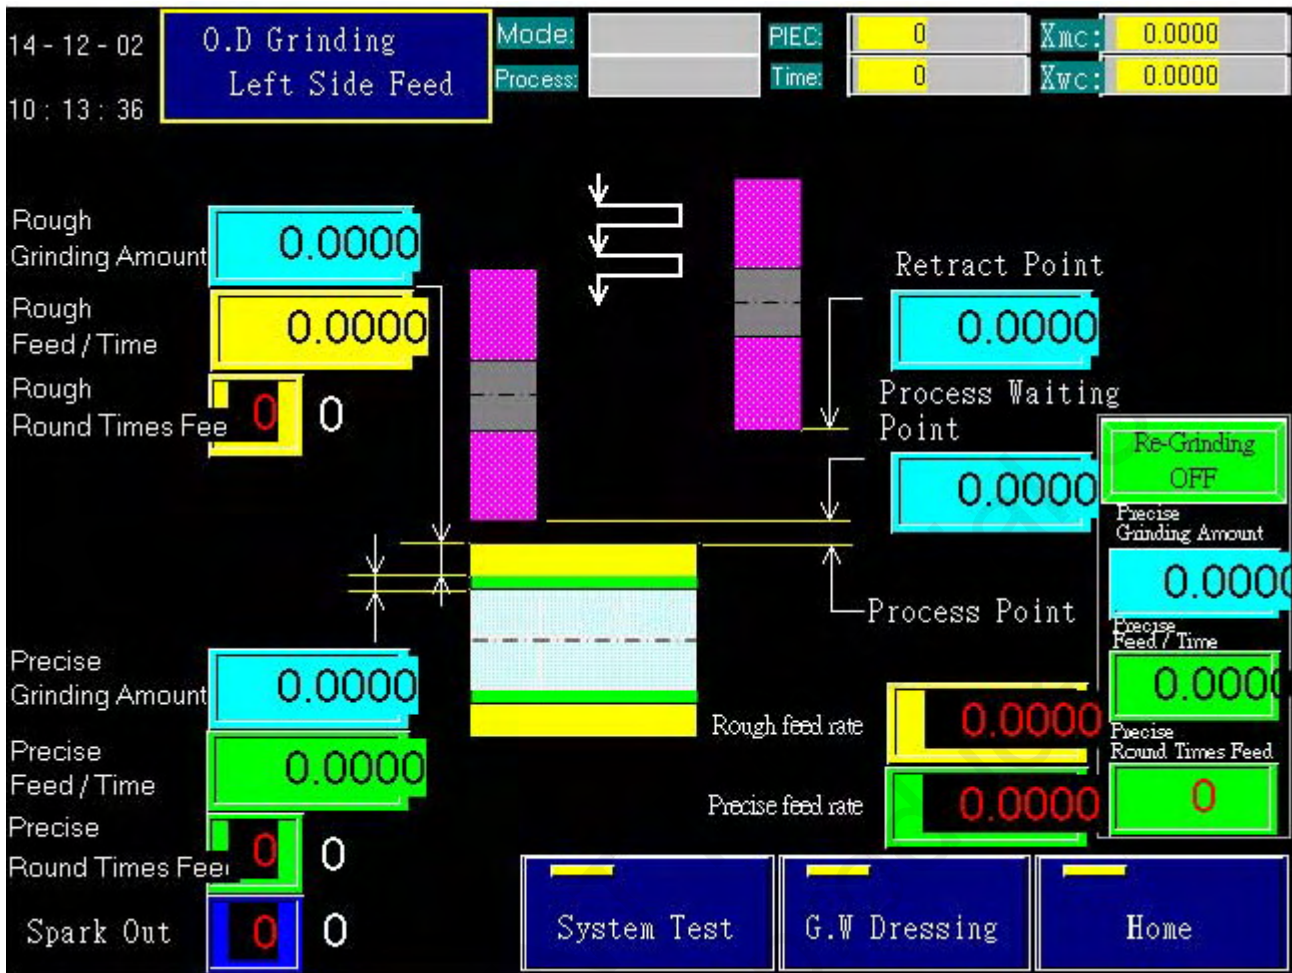 14 - 12 - 02
10 : 13 : 36
O.D Grinding
Left Side Feed
Mode:
Process:
PIEC: 0
Time: 0
Xmc: 0.0000
Xwc: 0.0000
Rough
Grinding Amount 0.0000
Rough
Feed / Time 0.0000
Rough
Round Times Fee 0 0
Retract Point
0.0000
Process Waiting
Point
0.0000
Process Point
Re-Grinding
OFF
Precise
Grinding Amount
0.0000
Precise
Feed / Time
0.0000
Precise
Round Times Feed
0
Precise
Grinding Amount 0.0000
Precise
Feed / Time 0.0000
Precise
Round Times Fee 0 0
Spark Out 0 0
Rough feed rate 0.0000
Precise feed rate 0.0000
System Test
G.W Dressing
Home